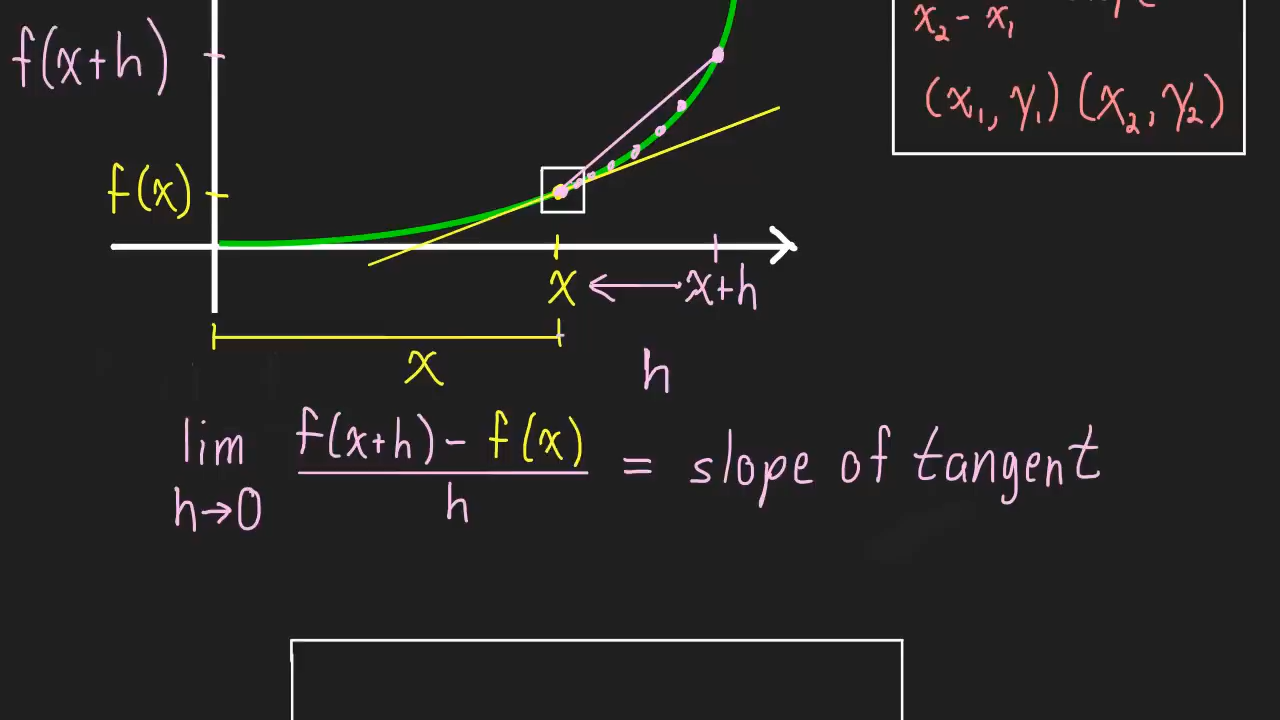 f(x+h)
x₂ - x₁
(x₁, y₁) (x₂, y₂)
f(x)
x ← x+h
x
h
lim h→0 f(x+h) - f(x) / h = slope of tangent